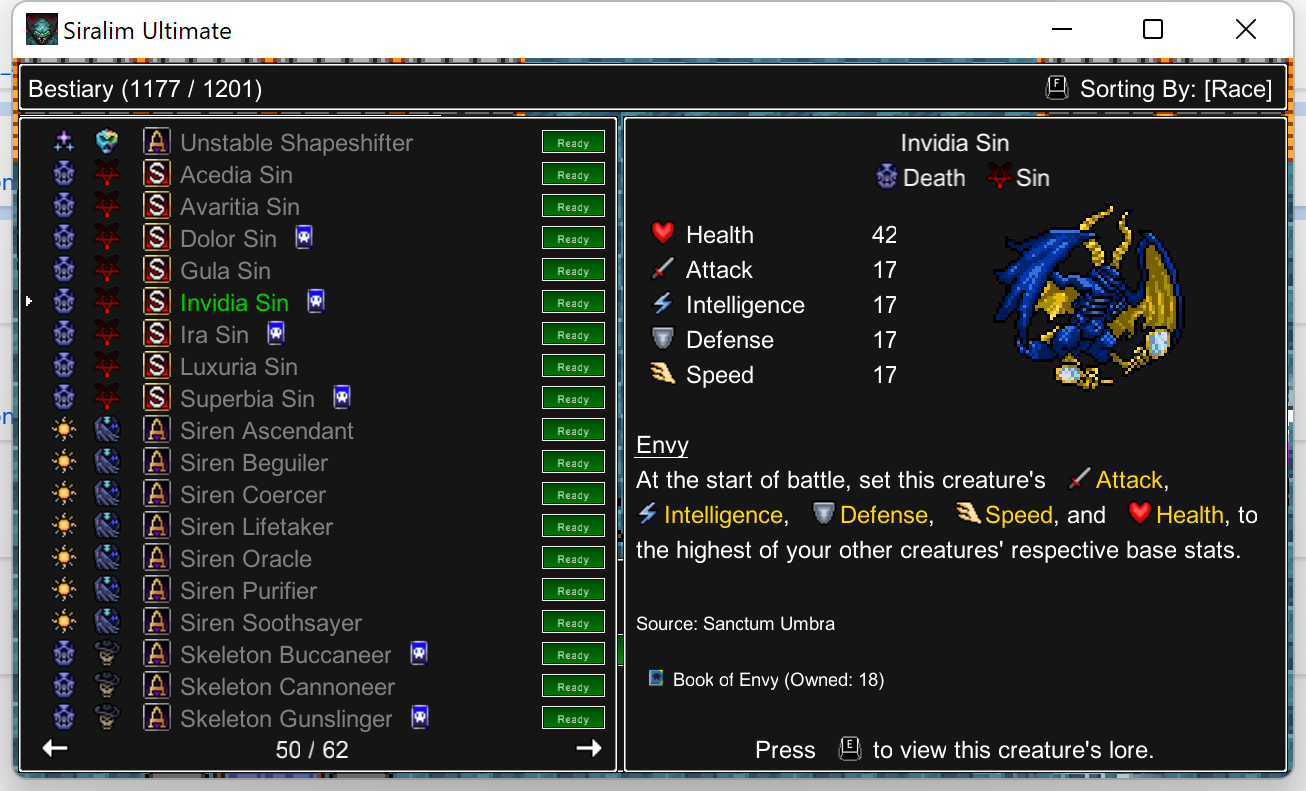 Siralim Ultimate
Bestiary (1177 / 1201)
F Sorting By: [Race]
A Unstable Shapeshifter Ready
S Acedia Sin Ready
S Avaritia Sin Ready
S Dolor Sin Ready
S Gula Sin Ready
S Invidia Sin Ready
S Ira Sin Ready
S Luxuria Sin Ready
S Superbia Sin Ready
A Siren Ascendant Ready
A Siren Beguiler Ready
A Siren Coercer Ready
A Siren Lifetaker Ready
A Siren Oracle Ready
A Siren Purifier Ready
A Siren Soothsayer Ready
A Skeleton Buccaneer Ready
A Skeleton Cannoneer Ready
A Skeleton Gunslinger Ready
50 / 62
Invidia Sin
Death Sin
Health 42
Attack 17
Intelligence 17
Defense 17
Speed 17
Envy
At the start of battle, set this creature's Attack,
Intelligence, Defense, Speed, and Health, to
the highest of your other creatures' respective base stats.
Source: Sanctum Umbra
Book of Envy (Owned: 18)
Press E to view this creature's lore.